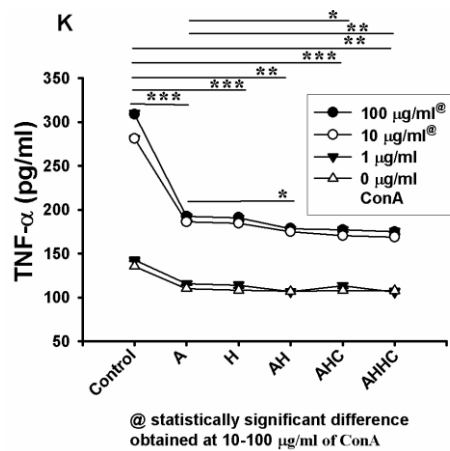 K
*
**
**
***
**
***
***
*
350
300
250
200
150
100
50
TNF-α (pg/ml)
100 μg/ml@
10 μg/ml@
1 μg/ml
0 μg/ml
ConA
Control
A
H
AH
AHC
AHHC
@ statistically significant difference
obtained at 10-100 μg/ml of ConA